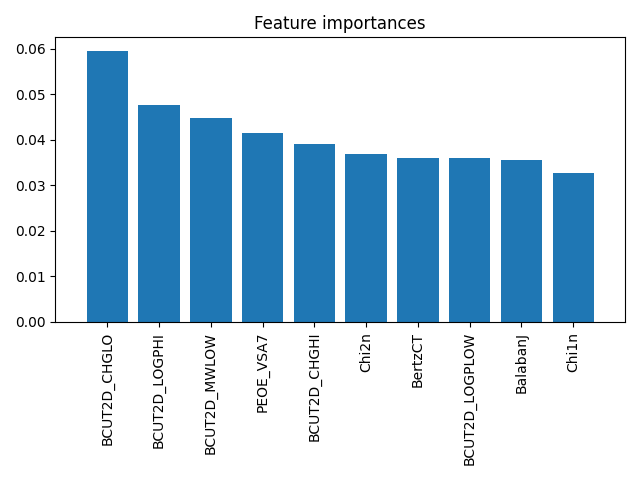 Feature importances
0.06
0.05
0.04
0.03
0.02
0.01
0.00
BCUT2D_CHGLO
BCUT2D_LOGPHI
BCUT2D_MWLOW
PEOE_VSA7
BCUT2D_CHGHI
Chi2n
BertzCT
BCUT2D_LOGPLOW
BalabanJ
Chi1n